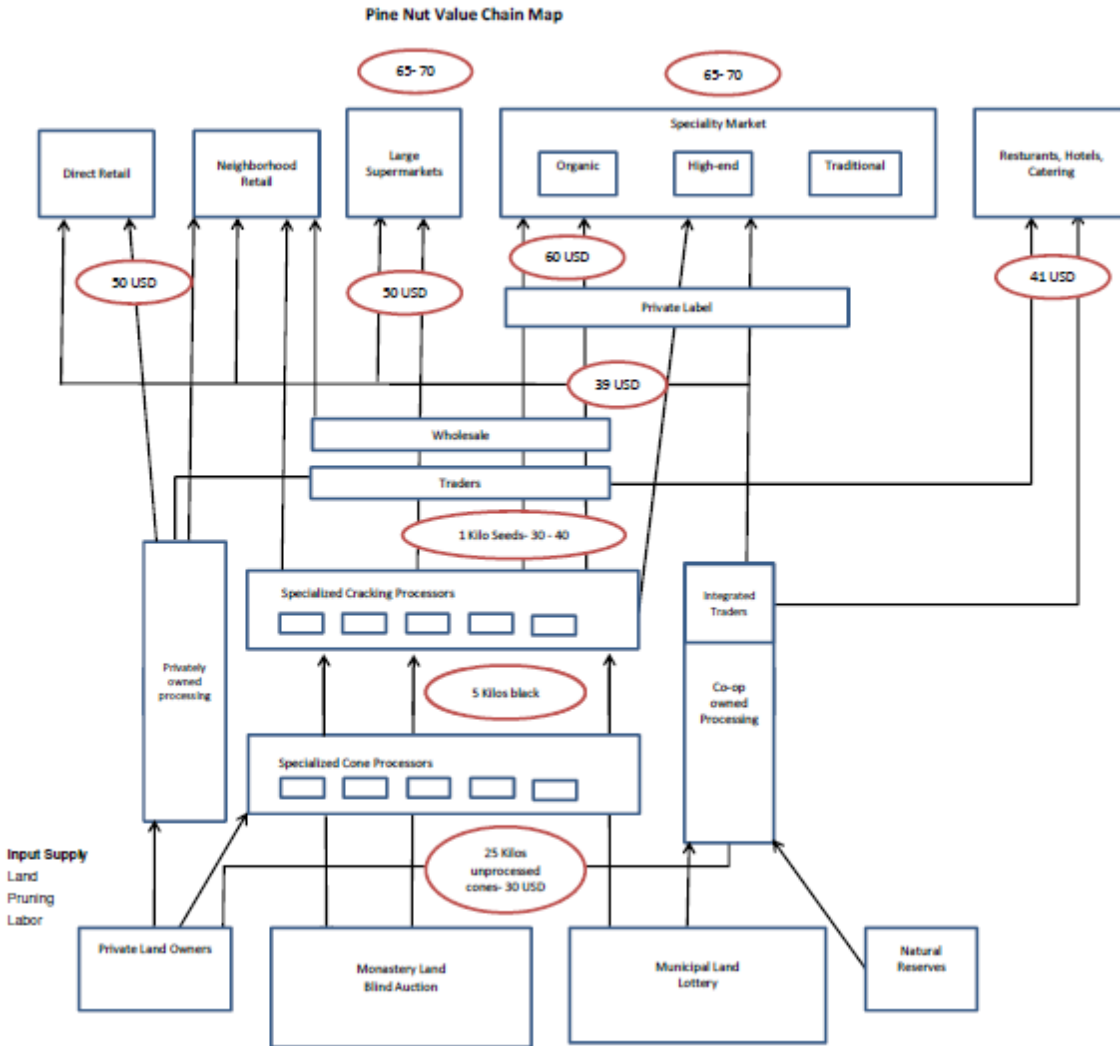 Pine Nut Value Chain Map
65- 70
65- 70
Direct Retail
Neighborhood
Retail
Large
Supermarkets
Speciality Market
Organic
High-end
Traditional
Resturants, Hotels,
Catering
50 USD
50 USD
60 USD
41 USD
Private Label
39 USD
Wholesale
Traders
1 Kilo Seeds- 30 - 40
Specialized Cracking Processors
Integrated
Traders
Privately
owned
processing
5 Kilos black
Co-op
owned
Processing
Specialized Cone Processors
25 Kilos
unprocessed
cones- 30 USD
Input Supply
Land
Pruning
Labor
Private Land Owners
Monastery Land
Blind Auction
Municipal Land
Lottery
Natural
Reserves